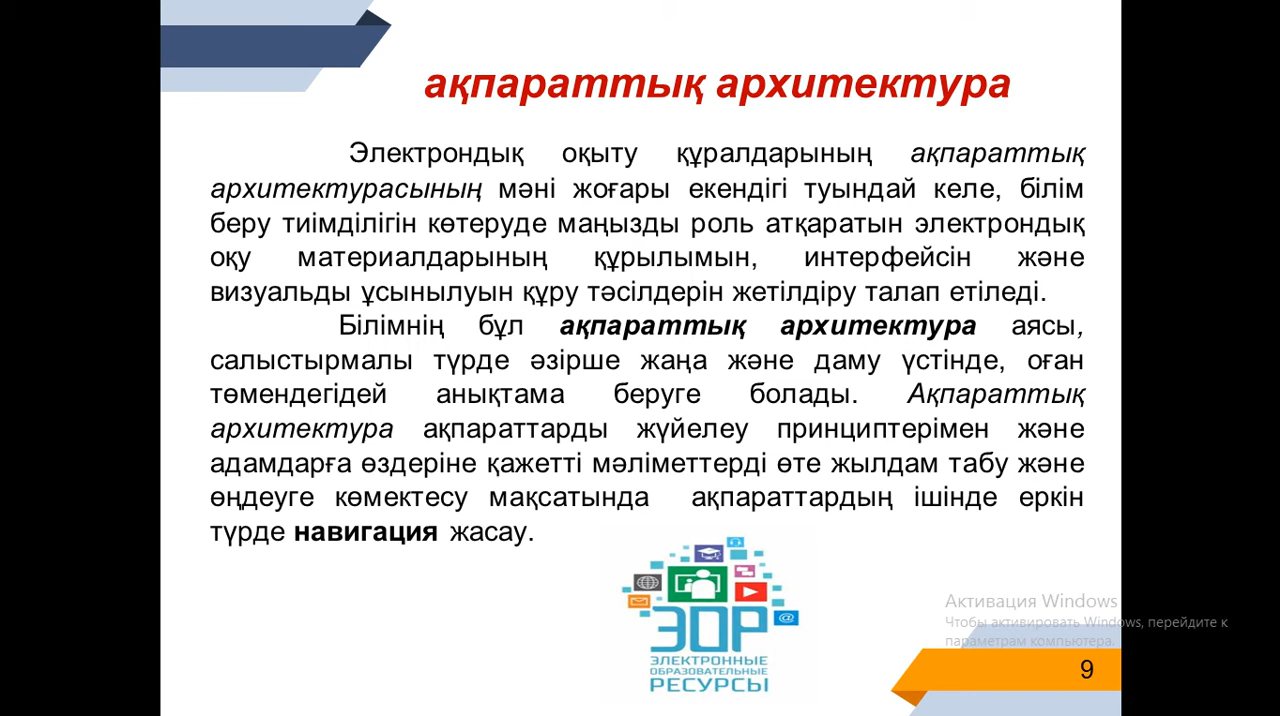 ақпараттық архитектура
Электрондық оқыту құралдарының ақпараттық
архитектурасының мәні жоғары екендігі туындай келе, білім
беру тиімділігін көтеруде маңызды роль атқаратын электрондық
оқу материалдарының құрылымын, интерфейсін және
визуальды ұсынылуын құру тәсілдерін жетілдіру талап етіледі.
Білімнің бұл ақпараттық архитектура аясы,
салыстырмалы түрде әзірше жаңа және даму үстінде, оған
төмендегідей анықтама беруге болады. Ақпараттық
архитектура ақпараттарды жүйелеу принциптерімен және
адамдарға өздеріне қажетті мәліметтерді өте жылдам табу және
өңдеуге көмектесу мақсатында ақпараттардың ішінде еркін
түрде навигация жасау.
ЭОР
ЭЛЕКТРОННЫЕ
ОБРАЗОВАТЕЛЬНЫЕ
РЕСУРСЫ
Активация Windows
Чтобы активировать Windows, перейдите к
параметрам компьютера.
9